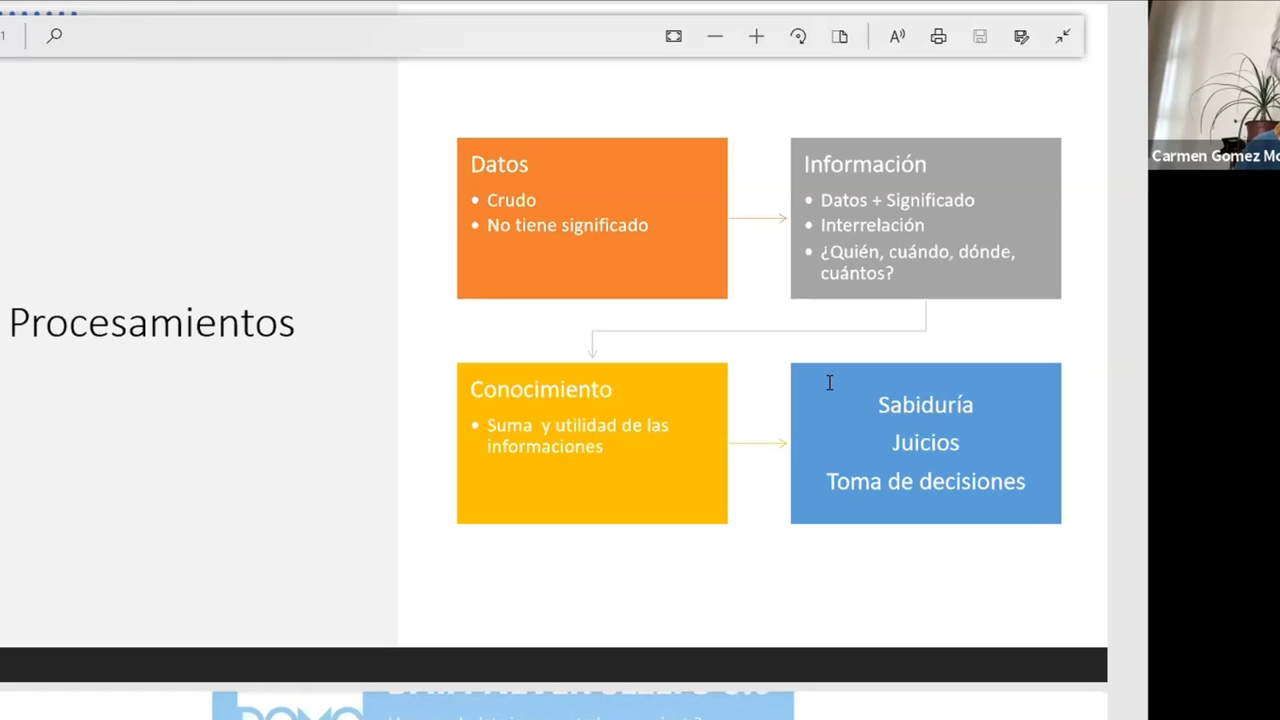 1
Carmen Gomez
Procesamientos
Datos
• Crudo
• No tiene significado
Información
• Datos + Significado
• Interrelación
• ¿Quién, cuándo, dónde,
cuántos?
Conocimiento
• Suma y utilidad de las
informaciones
Sabiduría
Juicios
Toma de decisiones